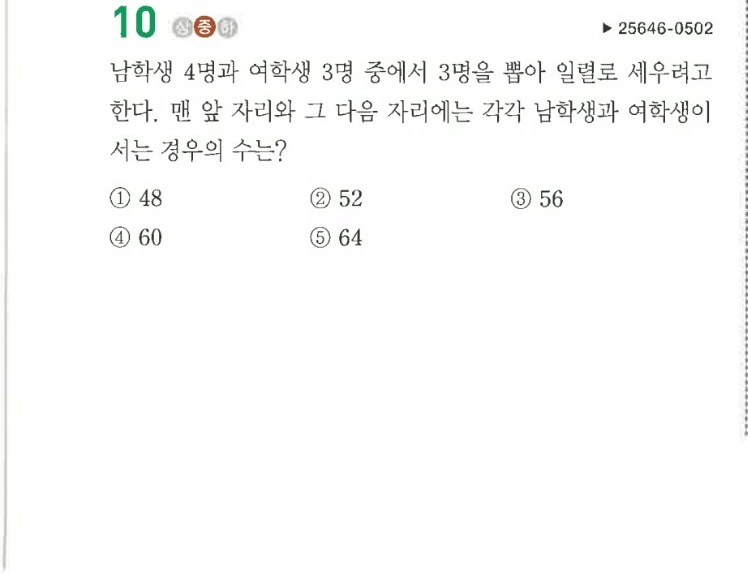 10 상중하
▶ 25646-0502
남학생 4명과 여학생 3명 중에서 3명을 뽑아 일렬로 세우려고
한다. 맨 앞 자리와 그 다음 자리에는 각각 남학생과 여학생이
서는 경우의 수는?
① 48 ② 52 ③ 56
④ 60 ⑤ 64